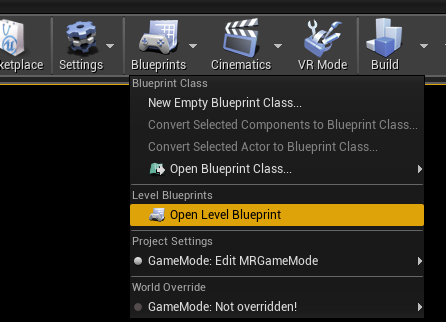 ketplace Settings Blueprints Cinematics VR Mode Build
Blueprint Class
New Empty Blueprint Class...
Convert Selected Components to Blueprint Class...
Convert Selected Actor to Blueprint Class...
Open Blueprint Class...
Level Blueprints
Open Level Blueprint
Project Settings
GameMode: Edit MRGameMode
World Override
GameMode: Not overridden!